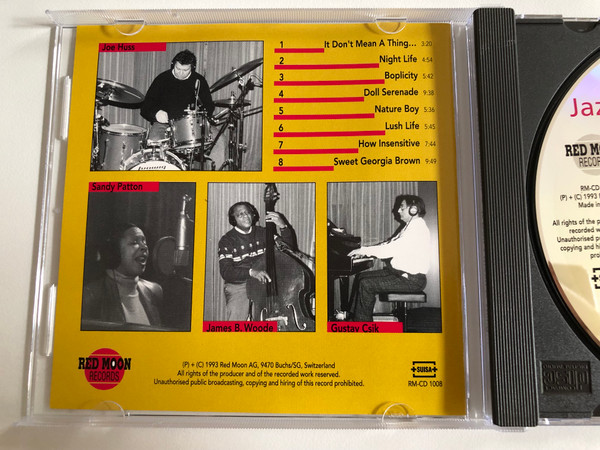 Joe Huss
1 It Don't Mean A Thing... 3:20
2 Night Life 4:54
3 Boplicity 5:42
4 Doll Serenade 9:38
5 Nature Boy 5:36
6 Lush Life 5:45
7 How Insensitive 7:44
8 Sweet Georgia Brown 9:49
Sandy Patton
James B. Woode
Gustav Csik
RED MOON
RECORDS
(P) + (C) 1993 Red Moon AG, 9470 Buchs/SG, Switzerland
All rights of the producer and of the recorded work reserved.
Unauthorised public broadcasting, copying and hiring of this record prohibited.
SUISA
RM-CD 1008
Jaz
RED MO
RECORDS
RM-CD
(P) + (C) 1993
Made in
All rights of the p
recorded w
Unauthorised pub
copying and hi
pro